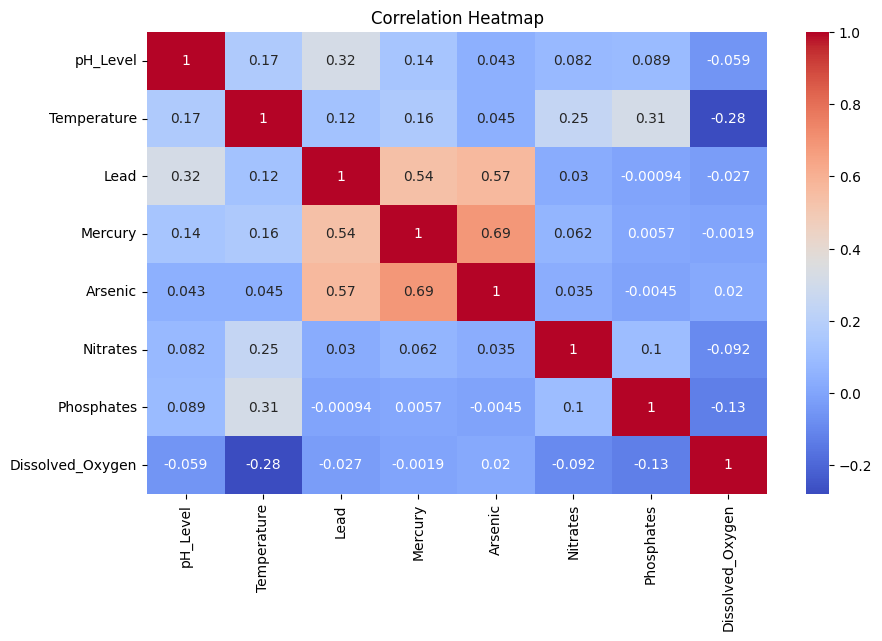 Correlation Heatmap
pH_Level 1 0.17 0.32 0.14 0.043 0.082 0.089 -0.059
Temperature 0.17 1 0.12 0.16 0.045 0.25 0.31 -0.28
Lead 0.32 0.12 1 0.54 0.57 0.03 -0.00094 -0.027
Mercury 0.14 0.16 0.54 1 0.69 0.062 0.0057 -0.0019
Arsenic 0.043 0.045 0.57 0.69 1 0.035 -0.0045 0.02
Nitrates 0.082 0.25 0.03 0.062 0.035 1 0.1 -0.092
Phosphates 0.089 0.31 -0.00094 0.0057 -0.0045 0.1 1 -0.13
Dissolved_Oxygen -0.059 -0.28 -0.027 -0.0019 0.02 -0.092 -0.13 1
pH_Level Temperature Lead Mercury Arsenic Nitrates Phosphates Dissolved_Oxygen
1.0
0.8
0.6
0.4
0.2
0.0
−0.2